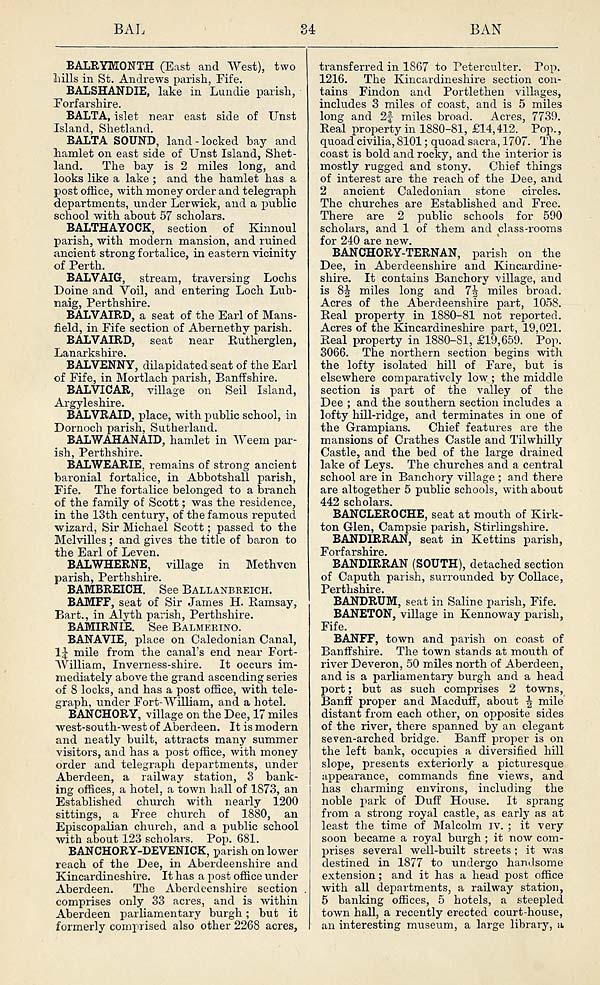 BAL 34 BAN
BALRYMONTH (East and West), two
hills in St. Andrews parish, Fife.
BALSHANDIE, lake in Lundie parish,
Forfarshire.
BALTA, islet near east side of Unst
Island, Shetland.
BALTA SOUND, land-locked bay and
hamlet on east side of Unst Island, Shet-
land. The bay is 2 miles long, and
looks like a lake; and the hamlet has a
post office, with money order and telegraph
departments, under Lerwick, and a public
school with about 57 scholars.
BALTHAYOCK, section of Kinnoul
parish, with modern mansion, and ruined
ancient strong fortalice, in eastern vicinity
of Perth.
BALVAIG, stream, traversing Lochs
Doine and Voil, and entering Loch Lub-
naig, Perthshire.
BALVAIRD, a seat of the Earl of Mans-
field, in Fife section of Abernethy parish.
BALVAIRD, seat near Rutherglen,
Lanarkshire.
BALVENNY, dilapidated seat of the Earl
of Fife, in Mortlach parish, Banffshire.
BALVICAR, village on Seil Island,
Argyleshire.
BALVRAID, place, with public school, in
Dornoch parish, Sutherland.
BALWAHANAID, hamlet in Weem par-
ish, Perthshire.
BALWEARIE, remains of strong ancient
baronial fortalice, in Abbotshall parish,
Fife. The fortalice belonged to a branch
of the family of Scott; was the residence,
in the 13th century, of the famous reputed
wizard, Sir Michael Scott; passed to the
Melvilles; and gives the title of baron to
the Earl of Leven.
BALWHERNE, village in Methven
parish, Perthshire.
BAMBREICH. See BALLANBREICH.
BAMFF, seat of Sir James H. Ramsay,
Bart., in Alyth parish, Perthshire.
BAMIRNIE. See BALMERINO.
BANAVIE, place on Caledonian Canal,
1¼ mile from the canal's end near Fort-
William, Inverness-shire. It occurs im-
mediately above the grand ascending series
of 8 locks, and has a post office, with tele-
graph, under Fort-William, and a hotel.
BANCHORY, village on the Dee, 17 miles
west-south-west of Aberdeen. It is modern
and neatly built, attracts many summer
visitors, and has a post office, with money
order and telegraph departments, under
Aberdeen, a railway station, 3 bank-
ing offices, a hotel, a town hall of 1873, an
Established church with nearly 1200
sittings, a Free church of 1880, an
Episcopalian church, and a public school
with about 123 scholars. Pop. 681.
BANCHORY-DEVENICK, parish on lower
reach of the Dee, in Aberdeenshire and
Kincardineshire. It has a post office under
Aberdeen. The Aberdeenshire section
comprises only 33 acres, and is within
Aberdeen parliamentary burgh; but it
formerly comprised also other 2268 acres,
transferred in 1867 to Peterculter. Pop.
1216. The Kincardineshire section con-
tains Findon and Portlethen villages,
includes 3 miles of coast, and is 5 miles
long and 2¾ miles broad. Acres, 7739.
Real property in 1880-81, £14,412. Pop.,
quoad civilia, 8101; quoad sacra, 1707. The
coast is bold and rocky, and the interior is
mostly rugged and stony. Chief things
of interest are the reach of the Dee, and
2 ancient Caledonian stone circles.
The churches are Established and Free.
There are 2 public schools for 590
scholars, and 1 of them and class-rooms
for 240 are new.
BANCHORY-TERNAN, parish on the
Dee, in Aberdeenshire and Kincardine-
shire. It contains Banchory village, and
is 8½ miles long and 7½ miles broad.
Acres of the Aberdeenshire part, 1058.
Real property in 1880-81 not reported.
Acres of the Kincardineshire part, 19,021.
Real property in 1880-81, £19,659. Pop.
3066. The northern section begins with
the lofty isolated hill of Fare, but is
elsewhere comparatively low; the middle
section is part of the valley of the
Dee; and the southern section includes a
lofty hill-ridge, and terminates in one of
the Grampians. Chief features are the
mansions of Crathes Castle and Tilwhilly
Castle, and the bed of the large drained
lake of Leys. The churches and a central
school are in Banchory village; and there
are altogether 5 public schools, with about
442 scholars.
BANCLEROCHE, seat at mouth of Kirk-
ton Glen, Campsie parish, Stirlingshire.
BANDIRRAN, seat in Kettins parish,
Forfarshire.
BANDIRRAN (SOUTH), detached section
of Caputh parish, surrounded by Collace,
Perthshire.
BANDRUM, seat in Saline parish, Fife.
BANETON, village in Kennoway parish,
Fife.
BANFF, town and parish on coast of
Banffshire. The town stands at mouth of
river Deveron, 50 miles north of Aberdeen,
and is a parliamentary burgh and a head
port; but as such comprises 2 towns,
Banff proper and Macduff, about ½ mile
distant from each other, on opposite sides
of the river, there spanned by an elegant
seven-arched bridge. Banff proper is on
the left bank, occupies a diversified hill
slope, presents exteriorly a picturesque
appearance, commands fine views, and
has charming environs, including the
noble park of Duff House. It sprang
from a strong royal castle, as early as at
least the time of Malcolm IV.; it very
soon became a royal burgh; it now com-
prises several well-built streets; it was
destined in 1877 to undergo handsome
extension; and it has a head post office
with all departments, a railway station,
5 banking offices, 5 hotels, a steepled
town hall, a recently erected court-house,
an interesting museum, a large library, a